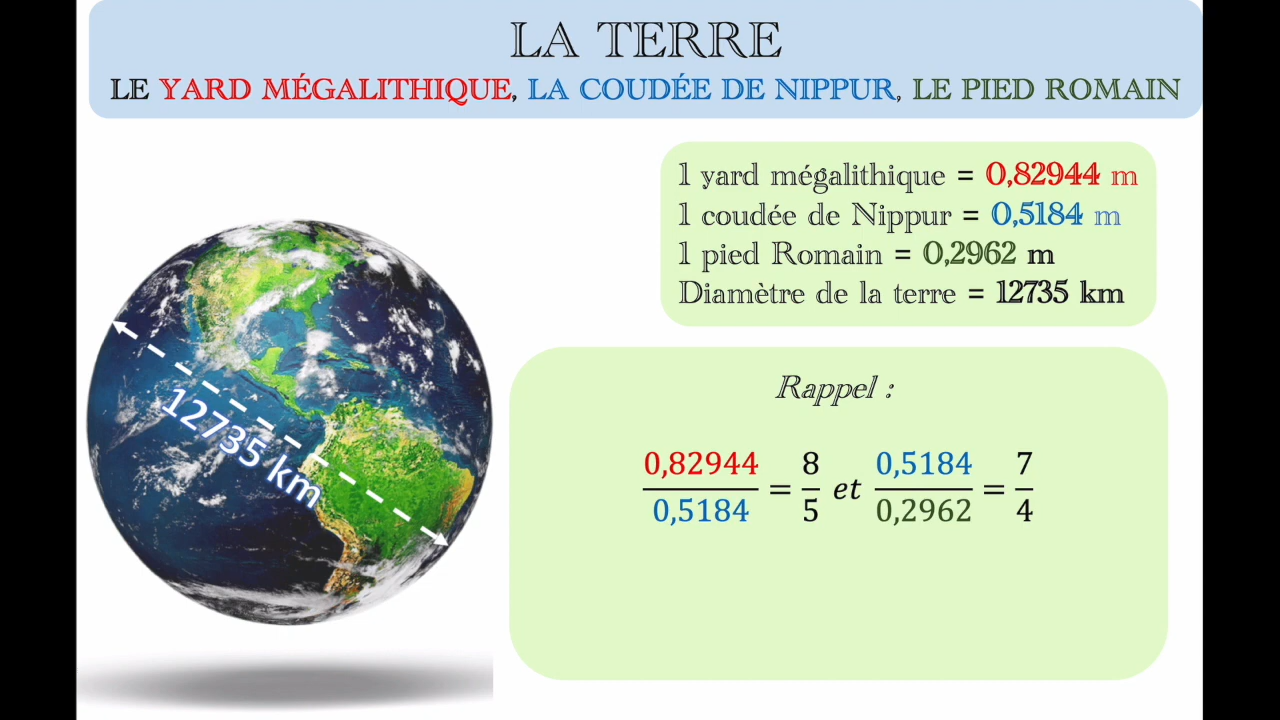 LA TERRE
LE YARD MÉGALITHIQUE, LA COUDÉE DE NIPPUR, LE PIED ROMAIN
1 yard mégalithique = 0,82944 m
1 coudée de Nippur = 0,5184 m
1 pied Romain = 0,2962 m
Diamètre de la terre = 12735 km
12735 km
Rappel :
0,82944 / 0,5184 = 8/5 et 0,5184 / 0,2962 = 7/4